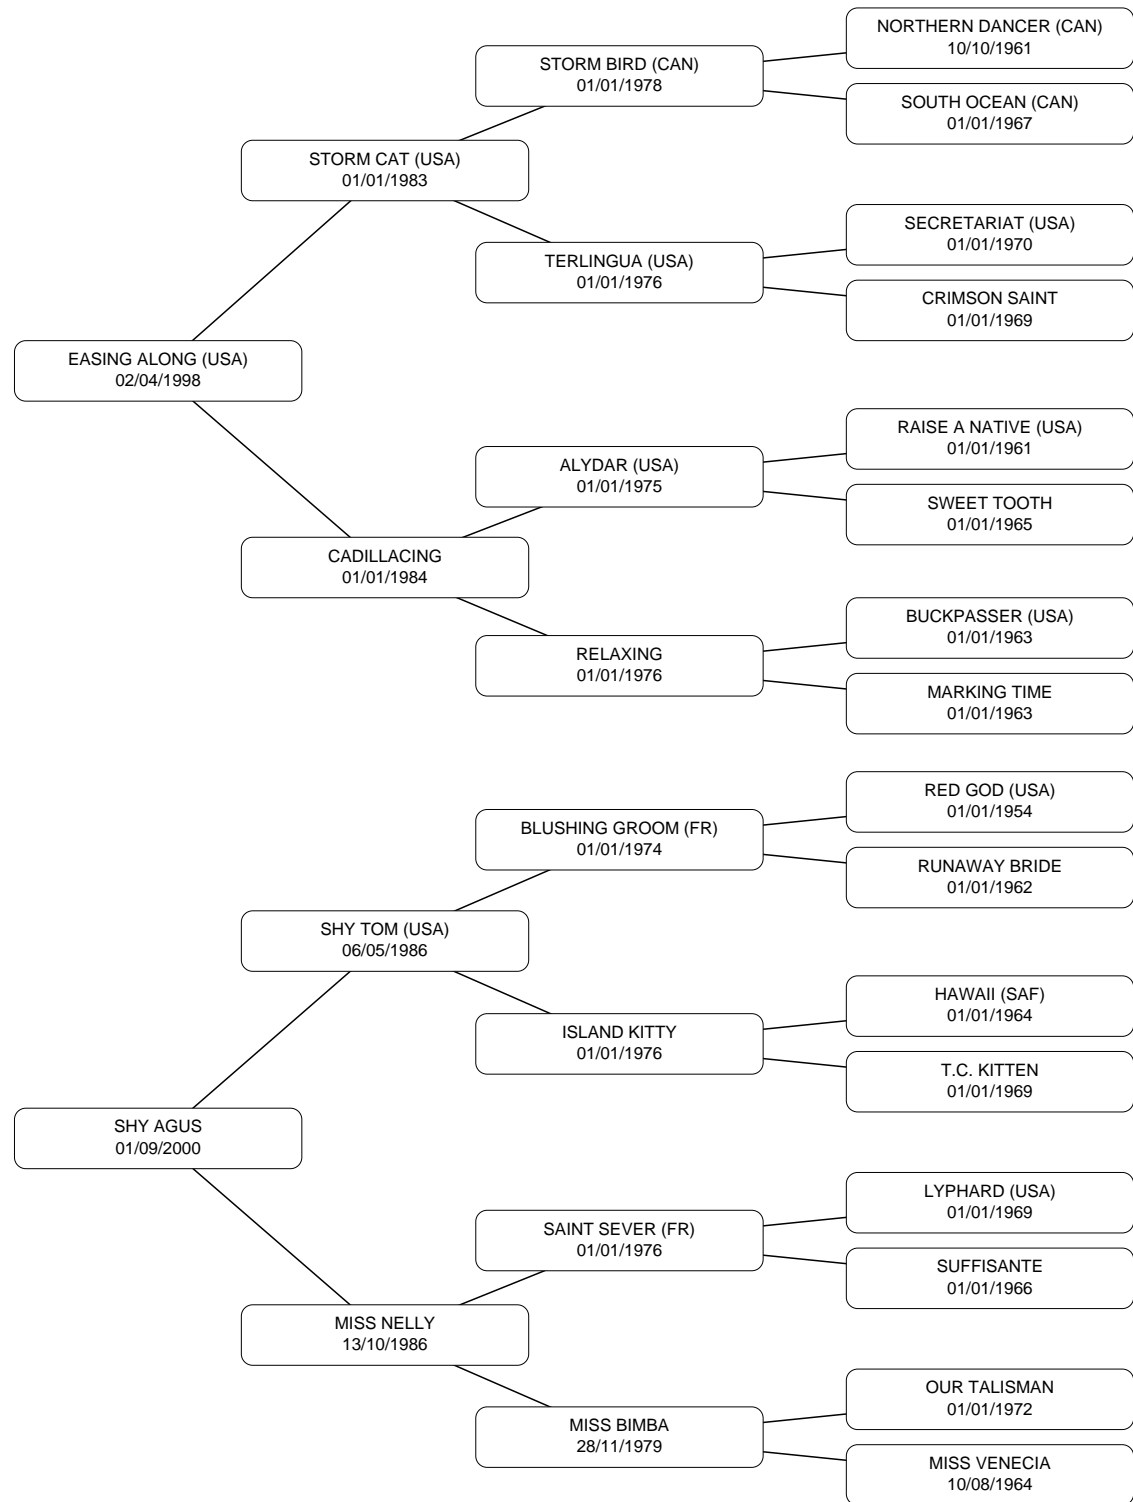 NORTHERN DANCER (CAN)
10/10/1961
STORM BIRD (CAN)
01/01/1978
SOUTH OCEAN (CAN)
01/01/1967
STORM CAT (USA)
01/01/1983
SECRETARIAT (USA)
01/01/1970
TERLINGUA (USA)
01/01/1976
CRIMSON SAINT
01/01/1969
EASING ALONG (USA)
02/04/1998
RAISE A NATIVE (USA)
01/01/1961
ALYDAR (USA)
01/01/1975
SWEET TOOTH
01/01/1965
CADILLACING
01/01/1984
BUCKPASSER (USA)
01/01/1963
RELAXING
01/01/1976
MARKING TIME
01/01/1963
RED GOD (USA)
01/01/1954
BLUSHING GROOM (FR)
01/01/1974
RUNAWAY BRIDE
01/01/1962
SHY TOM (USA)
06/05/1986
HAWAII (SAF)
01/01/1964
ISLAND KITTY
01/01/1976
T.C. KITTEN
01/01/1969
SHY AGUS
01/09/2000
LYPHARD (USA)
01/01/1969
SAINT SEVER (FR)
01/01/1976
SUFFISANTE
01/01/1966
MISS NELLY
13/10/1986
OUR TALISMAN
01/01/1972
MISS BIMBA
28/11/1979
MISS VENECIA
10/08/1964